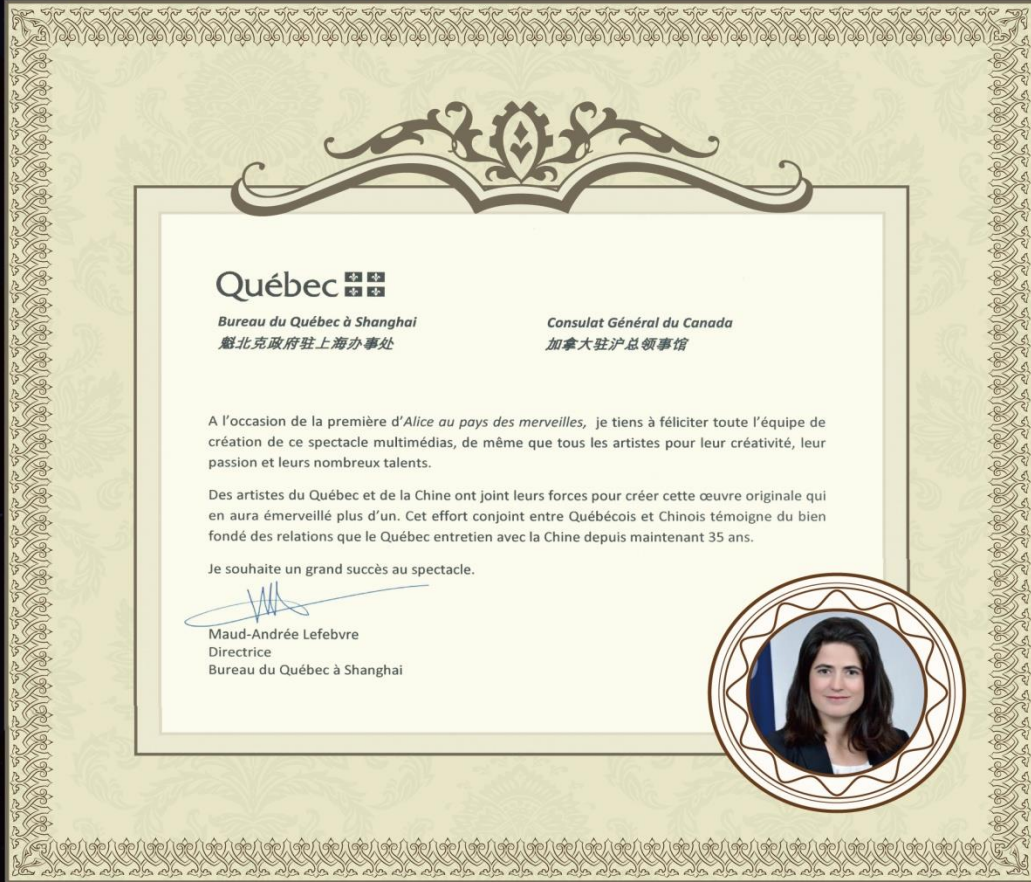 Québec
Bureau du Québec à Shanghai
魁北克政府驻上海办事处
Consulat Général du Canada
加拿大驻沪总领事馆
A l’occasion de la première d’Alice au pays des merveilles, je tiens à féliciter toute l’équipe de
création de ce spectacle multimédias, de même que tous les artistes pour leur créativité, leur
passion et leurs nombreux talents.
Des artistes du Québec et de la Chine ont joint leurs forces pour créer cette œuvre originale qui
en aura émerveillé plus d’un. Cet effort conjoint entre Québécois et Chinois témoigne du bien
fondé des relations que le Québec entretien avec la Chine depuis maintenant 35 ans.
Je souhaite un grand succès au spectacle.
Maud-Andrée Lefebvre
Directrice
Bureau du Québec à Shanghai